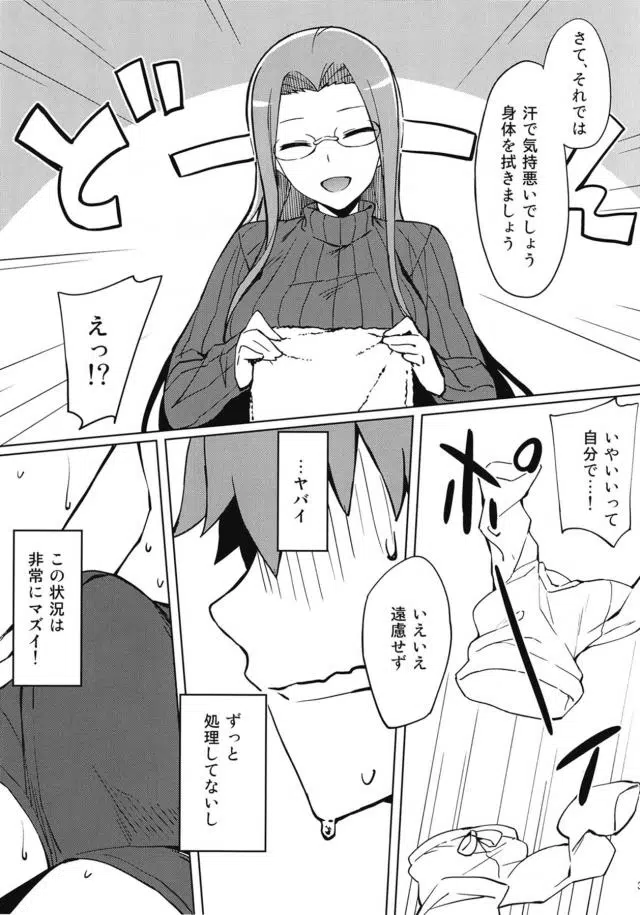 さて、それでは
汗で気持悪いでしょう
身体を拭きましょう
どーーん
えっ!?
いやいいって
自分で…!
ポポ
いえいえ
遠慮せず
…ヤバイ
ずっと
処理してないし
この状況は
非常にマズイ!